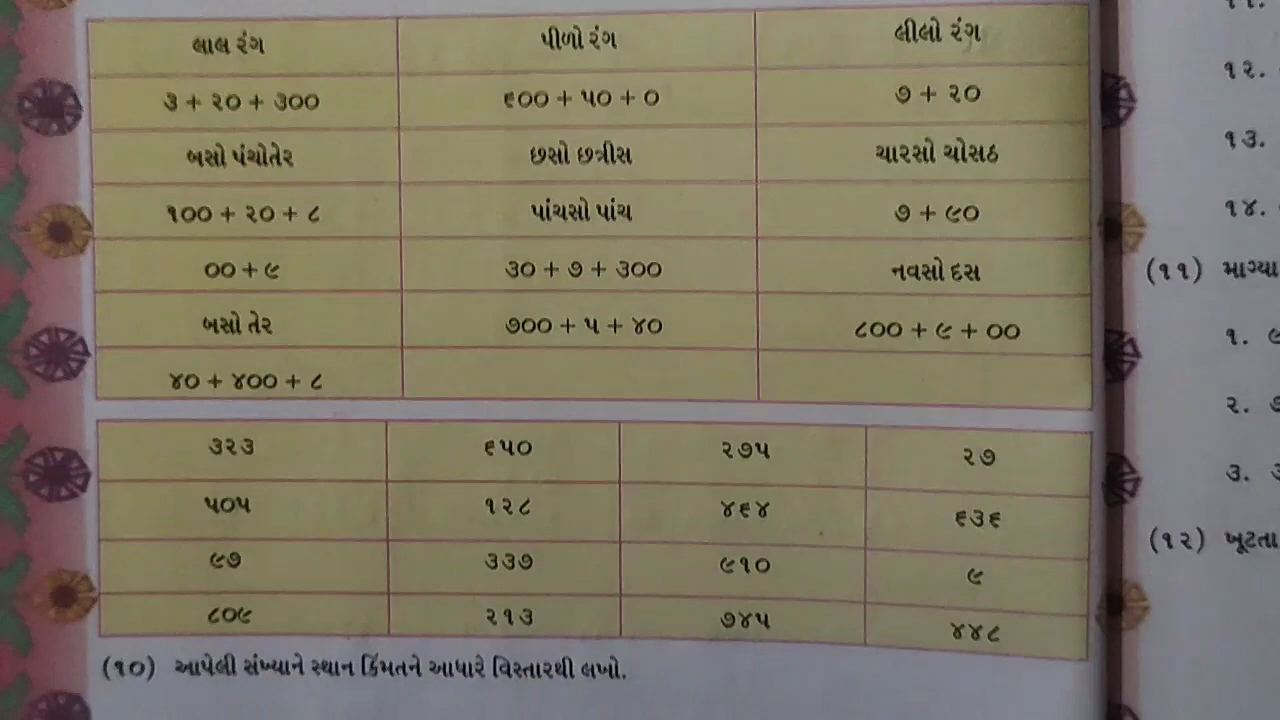 લાલ રંગ પીળો રંગ લીલો રંગ
૩ + ૨૦ + ૩૦૦ ૬૦૦ + ૫૦ + ૦ ૭ + ૨૦
બસો પંચોતેર છસો છત્રીસ ચારસો ચોસઠ
૧૦૦ + ૨૦ + ૮ પાંચસો પાંચ ૭ + ૯૦
૦૦ + ૯ ૩૦ + ૭ + ૩૦૦ નવસો દસ
બસો તેર ૭૦૦ + ૫ + ૪૦ ૮૦૦ + ૯ + ૦૦
૪૦ + ૪૦૦ + ૮
૩૨૩ ૬૫૦ ૨૭૫ ૨૭
૫૦૫ ૧૨૮ ૪૬૪ ૬૩૬
૯૭ ૩૩૭ ૯૧૦ ૯
૮૦૯ ૨૧૩ ૭૪૫ ૪૪૮
(૧૦) આપેલી સંખ્યાને સ્થાન કિંમતને આધારે વિસ્તારથી લખો.
૧૨.
૧૩.
૧૪.
(૧૧) માગ્યા
૧. ૯
૨.
૩.
(૧૨) ખૂટતા